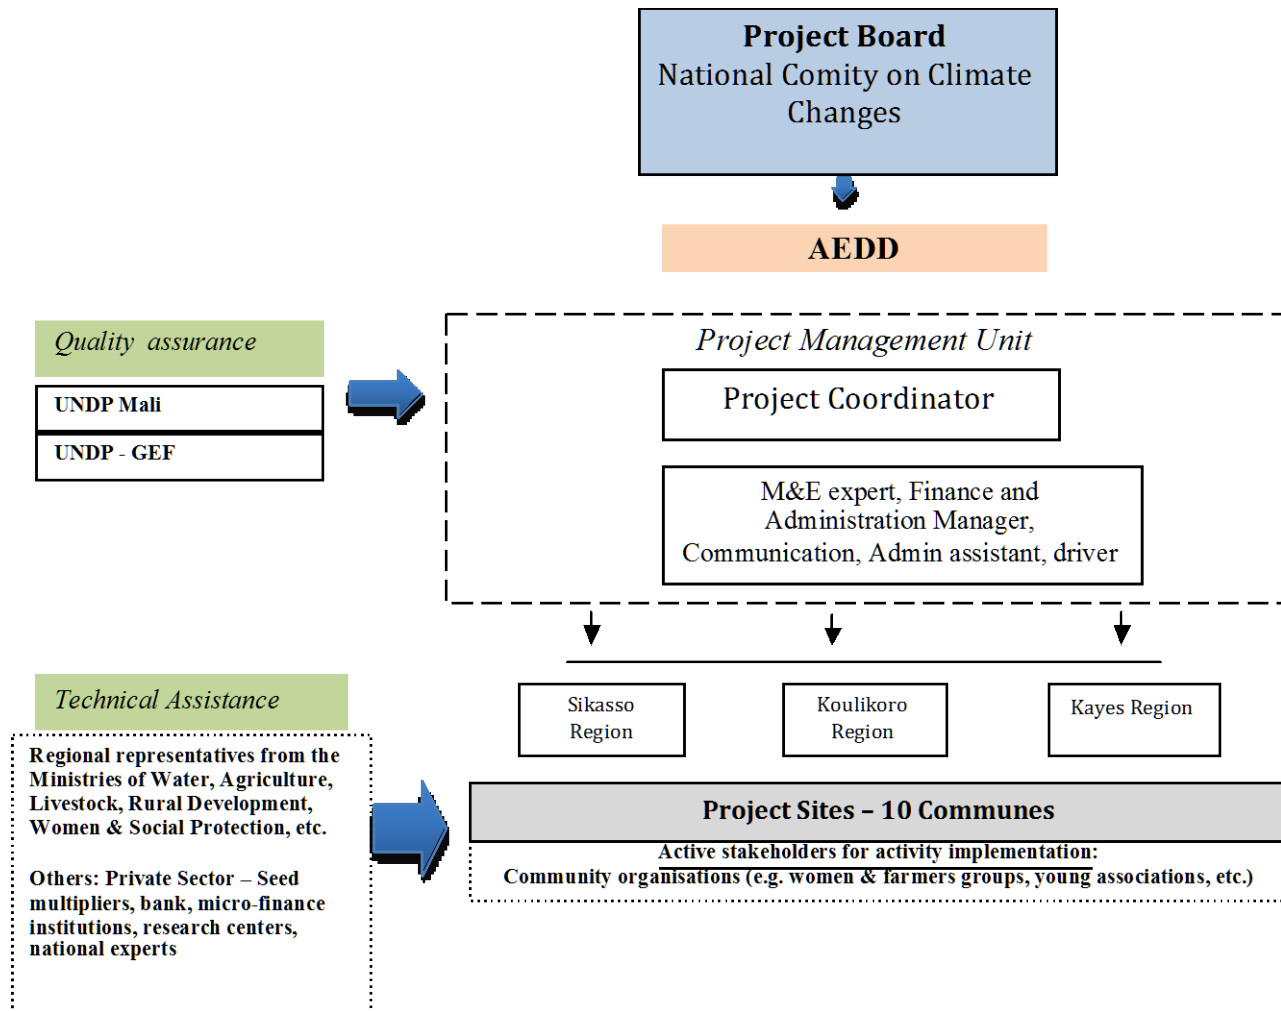 Project Board
National Comity on Climate
Changes
AEDD
Quality assurance
UNDP Mali
UNDP - GEF
Project Management Unit
Project Coordinator
M&E expert, Finance and
Administration Manager,
Communication, Admin assistant, driver
Sikasso
Region
Koulikoro
Region
Kayes Region
Technical Assistance
Regional representatives from the
Ministries of Water, Agriculture,
Livestock, Rural Development,
Women & Social Protection, etc.
Others: Private Sector – Seed
multipliers, bank, micro-finance
institutions, research centers,
national experts
Project Sites – 10 Communes
Active stakeholders for activity implementation:
Community organisations (e.g. women & farmers groups, young associations, etc.)